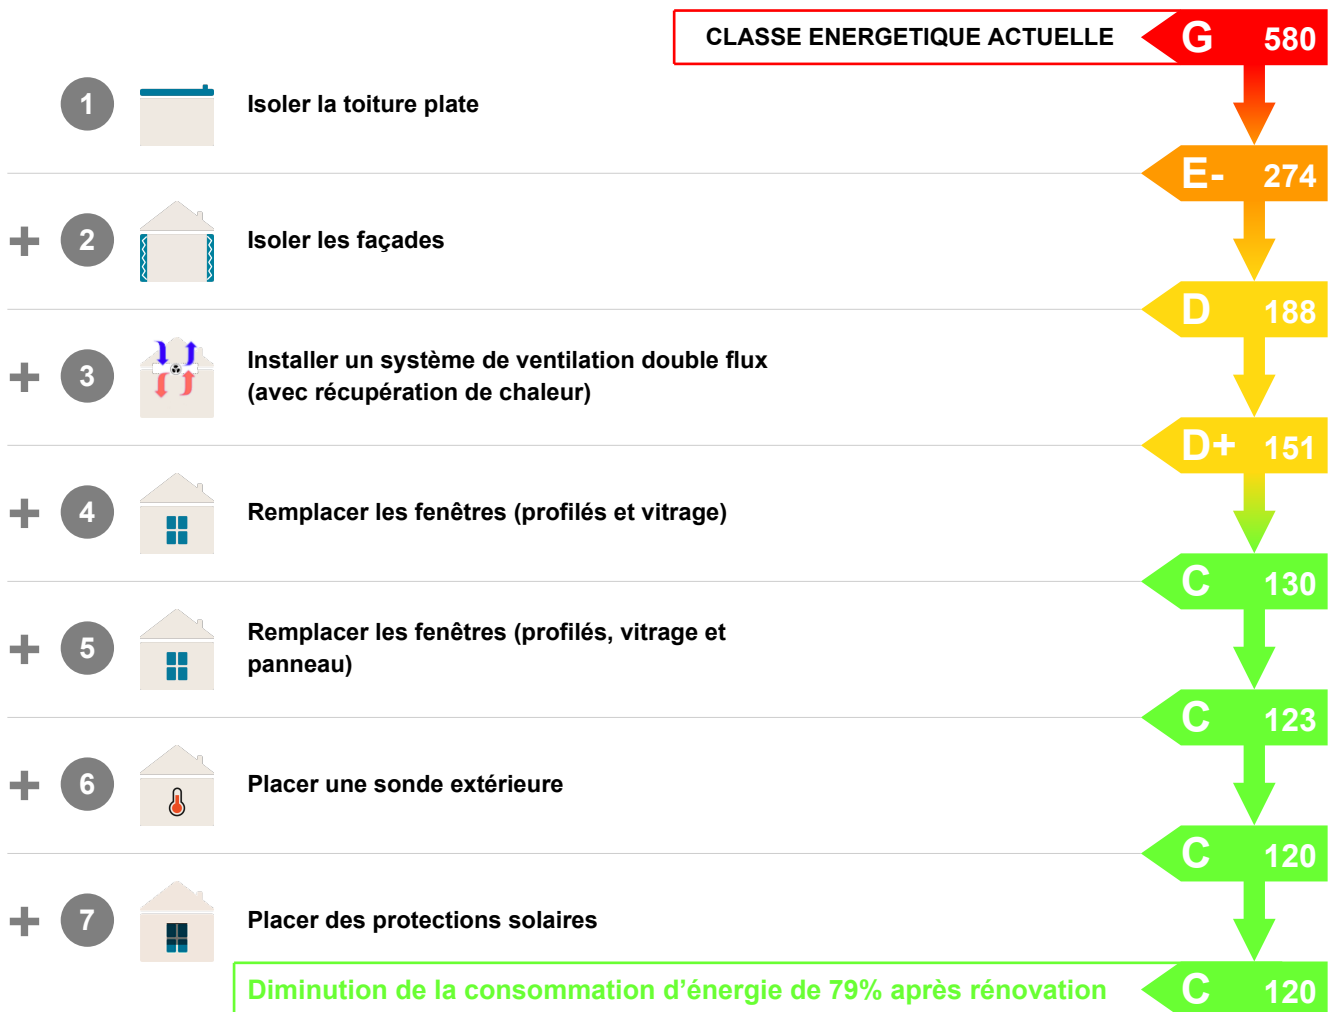 CLASSE ENERGETIQUE ACTUELLE G 580
1 Isoler la toiture plate
E- 274
+ 2 Isoler les façades
D 188
+ 3 Installer un système de ventilation double flux
(avec récupération de chaleur)
D+ 151
+ 4 Remplacer les fenêtres (profilés et vitrage)
C 130
+ 5 Remplacer les fenêtres (profilés, vitrage et
panneau)
C 123
+ 6 Placer une sonde extérieure
C 120
+ 7 Placer des protections solaires
Diminution de la consommation d’énergie de 79% après rénovation C 120